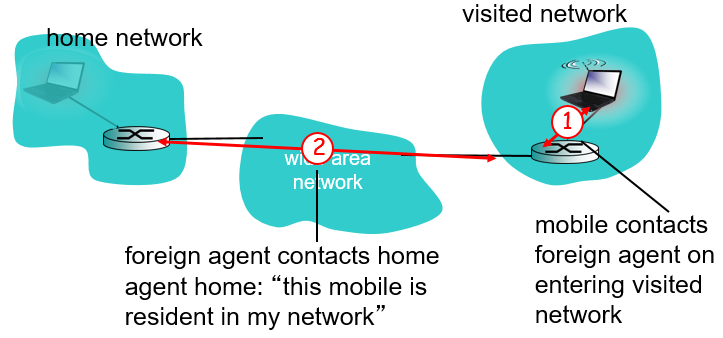 home network
visited network
1
2
wide area
network
foreign agent contacts home
agent home: “this mobile is
resident in my network”
mobile contacts
foreign agent on
entering visited
network